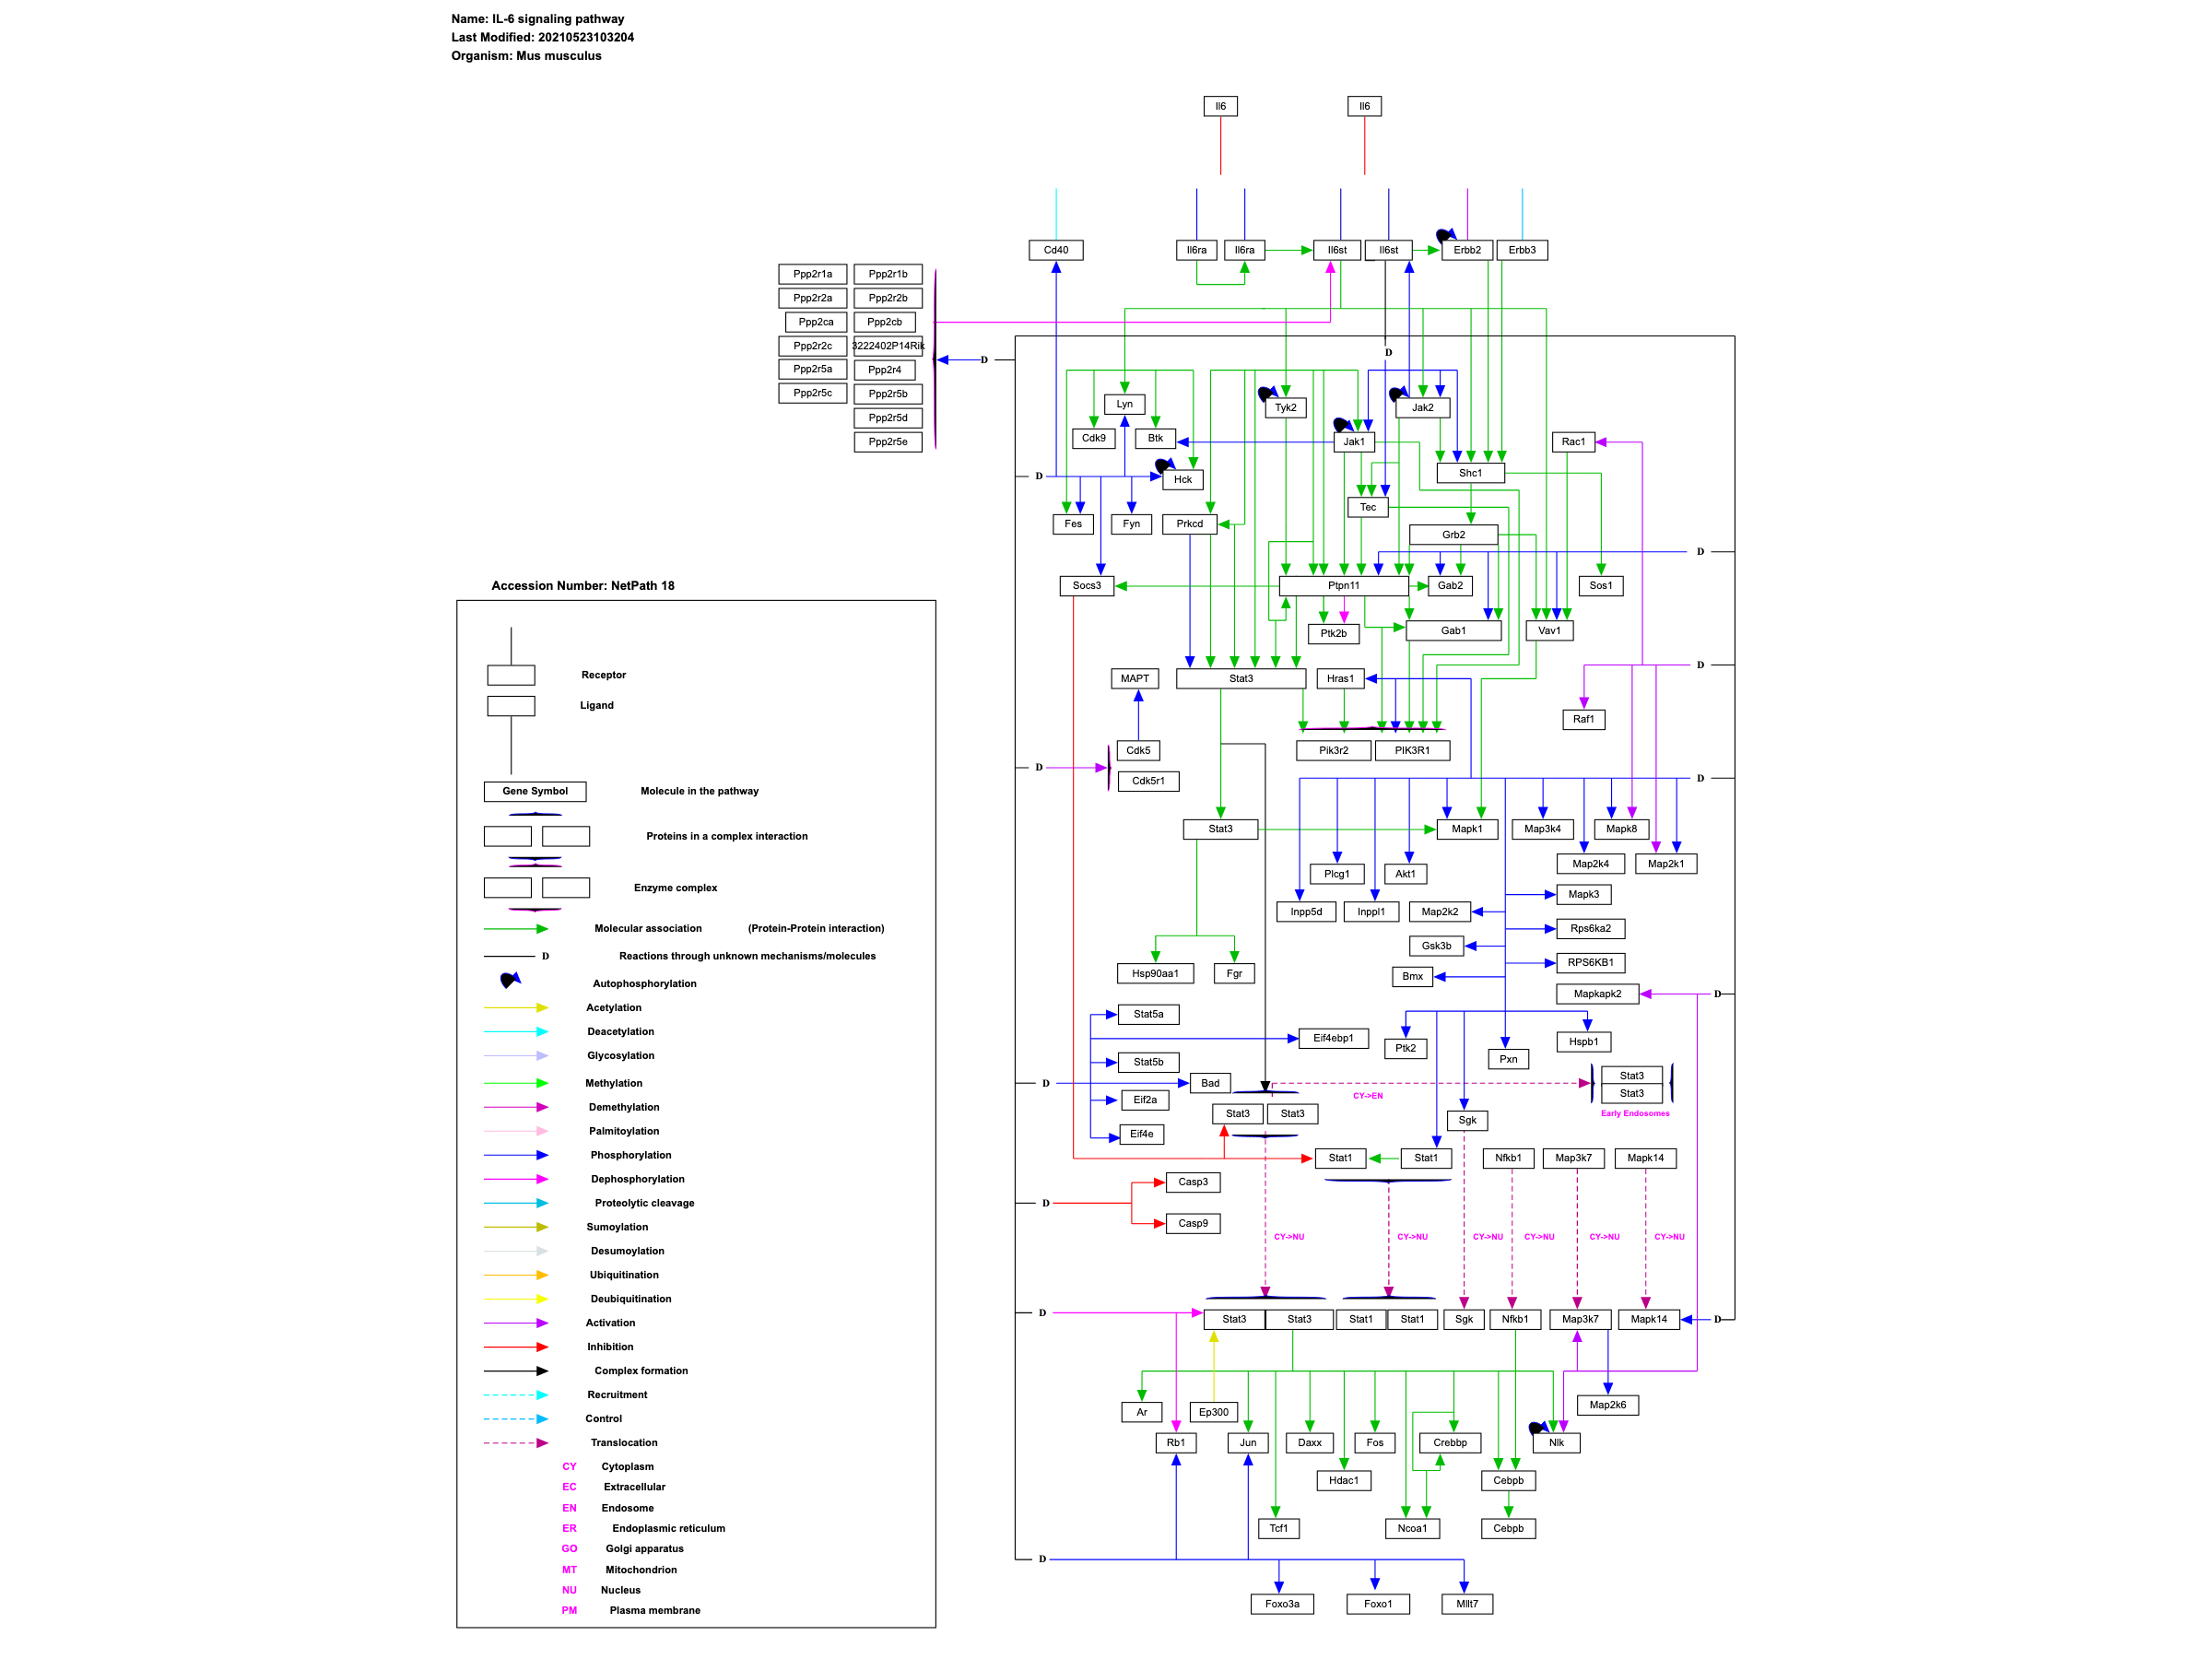 Name: IL-6 signaling pathway
Last Modified: 20210523103204
Organism: Mus musculus
Il6 Il6
Cd40 Il6ra Il6ra Il6st Il6st Erbb2 Erbb3
Ppp2r1a Ppp2r1b
Ppp2r2a Ppp2r2b
Ppp2ca Ppp2cb
Ppp2r2c 3222402P14Rik
Ppp2r5a Ppp2r4
Ppp2r5c Ppp2r5b
Ppp2r5d
Ppp2r5e
D D
Lyn Tyk2 Jak2
Cdk9 Btk Jak1 Rac1
D Hck Shc1
Tec
Fes Fyn Prkcd Grb2
D
Socs3 Ptpn11 Gab2 Sos1
Ptk2b Gab1 Vav1
D
MAPT Stat3 Hras1
Raf1
Cdk5 Pik3r2 PIK3R1
D Cdk5r1 D
Stat3 Mapk1 Map3k4 Mapk8
Map2k4 Map2k1
Plcg1 Akt1
Mapk3
Inpp5d Inppl1 Map2k2
Rps6ka2
Gsk3b
RPS6KB1
Hsp90aa1 Fgr Bmx
Mapkapk2 D
Stat5a
Eif4ebp1 Ptk2 Hspb1
Stat5b Pxn
D Bad Stat3
Stat3
CY->EN
Eif2a
Stat3 Stat3 Early Endosomes
Sgk
Eif4e
Stat1 Stat1 Nfkb1 Map3k7 Mapk14
Casp3
D
Casp9
CY->NU CY->NU CY->NU CY->NU CY->NU CY->NU
D Stat3 Stat3 Stat1 Stat1 Sgk Nfkb1 Map3k7 Mapk14 D
Map2k6
Ar Ep300
Rb1 Jun Daxx Fos Crebbp Nlk
Hdac1 Cebpb
Tcf1 Ncoa1 Cebpb
D
Foxo3a Foxo1 Mllt7
Accession Number: NetPath 18
Receptor
Ligand
Gene Symbol Molecule in the pathway
Proteins in a complex interaction
Enzyme complex
Molecular association (Protein-Protein interaction)
D Reactions through unknown mechanisms/molecules
Autophosphorylation
Acetylation
Deacetylation
Glycosylation
Methylation
Demethylation
Palmitoylation
Phosphorylation
Dephosphorylation
Proteolytic cleavage
Sumoylation
Desumoylation
Ubiquitination
Deubiquitination
Activation
Inhibition
Complex formation
Recruitment
Control
Translocation
CY Cytoplasm
EC Extracellular
EN Endosome
ER Endoplasmic reticulum
GO Golgi apparatus
MT Mitochondrion
NU Nucleus
PM Plasma membrane